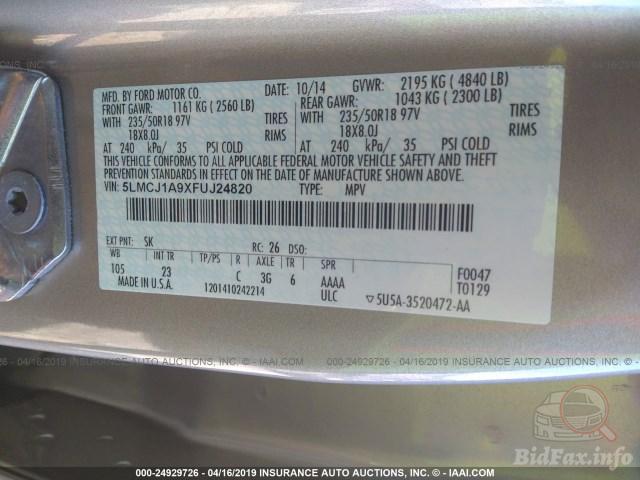 MFD. BY FORD MOTOR CO. DATE: 10/14 GVWR: 2195 KG ( 4840 LB)
FRONT GAWR: 1161 KG ( 2560 LB) REAR GAWR: 1043 KG ( 2300 LB)
WITH 235/50R18 97V TIRES WITH 235/50R18 97V TIRES
18X8.0J RIMS 18X8.0J RIMS
AT 240 kPa/ 35 PSI COLD AT 240 kPa/ 35 PSI COLD
THIS VEHICLE CONFORMS TO ALL APPLICABLE FEDERAL MOTOR VEHICLE SAFETY AND THEFT
PREVENTION STANDARDS IN EFFECT ON THE DATE OF MANUFACTURE SHOWN ABOVE.
VIN: 5LMCJ1A9XFUJ24820 TYPE: MPV
EXT PNT: SK RC: 26 DSO:
WB INT TR TP/PS R AXLE TR SPR
105 23 C 3G 6 AAAA F0047
MADE IN U.S.A. 1201410242214 ULC T0129
▽5U5A-3520472-AA
000-24929726 - 04/16/2019 INSURANCE AUTO AUCTIONS, INC. - IAAI.COM
BidFax.info